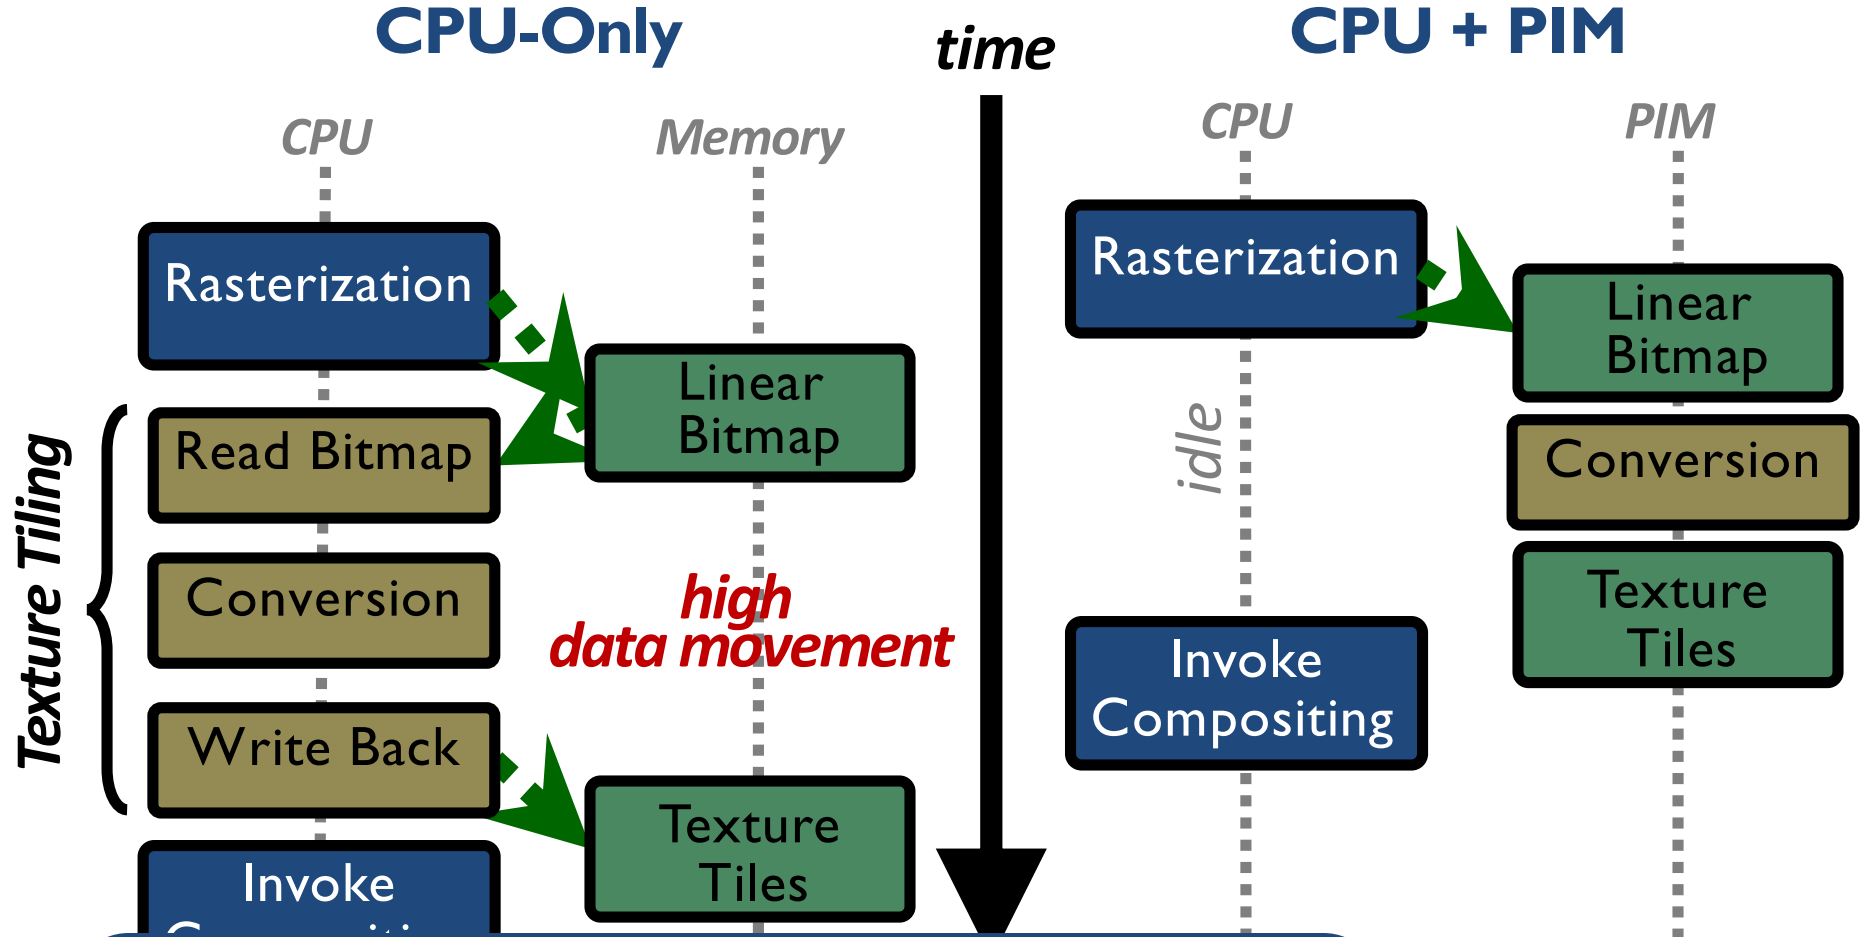 CPU-Only
time
CPU + PIM
CPU
Memory
CPU
PIM
Rasterization
Linear
Bitmap
Texture Tiling
Read Bitmap
Conversion
high
data movement
Write Back
Texture
Tiles
Invoke
Rasterization
Linear
Bitmap
idle
Conversion
Texture
Tiles
Invoke
Compositing